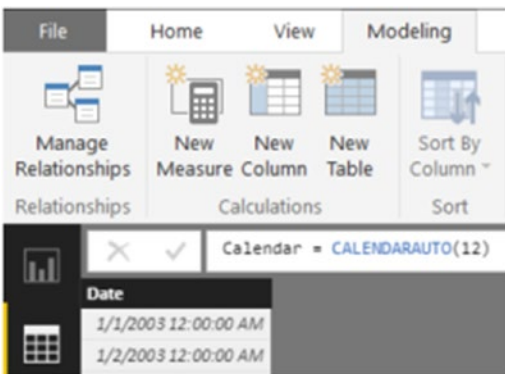 File Home View Modeling
Manage Relationships
New Measure
New Column
New Table
Sort By Column
Relationships Calculations Sort
Calendar = CALENDARAUTO(12)
Date
1/1/2003 12:00:00 AM
1/2/2003 12:00:00 AM